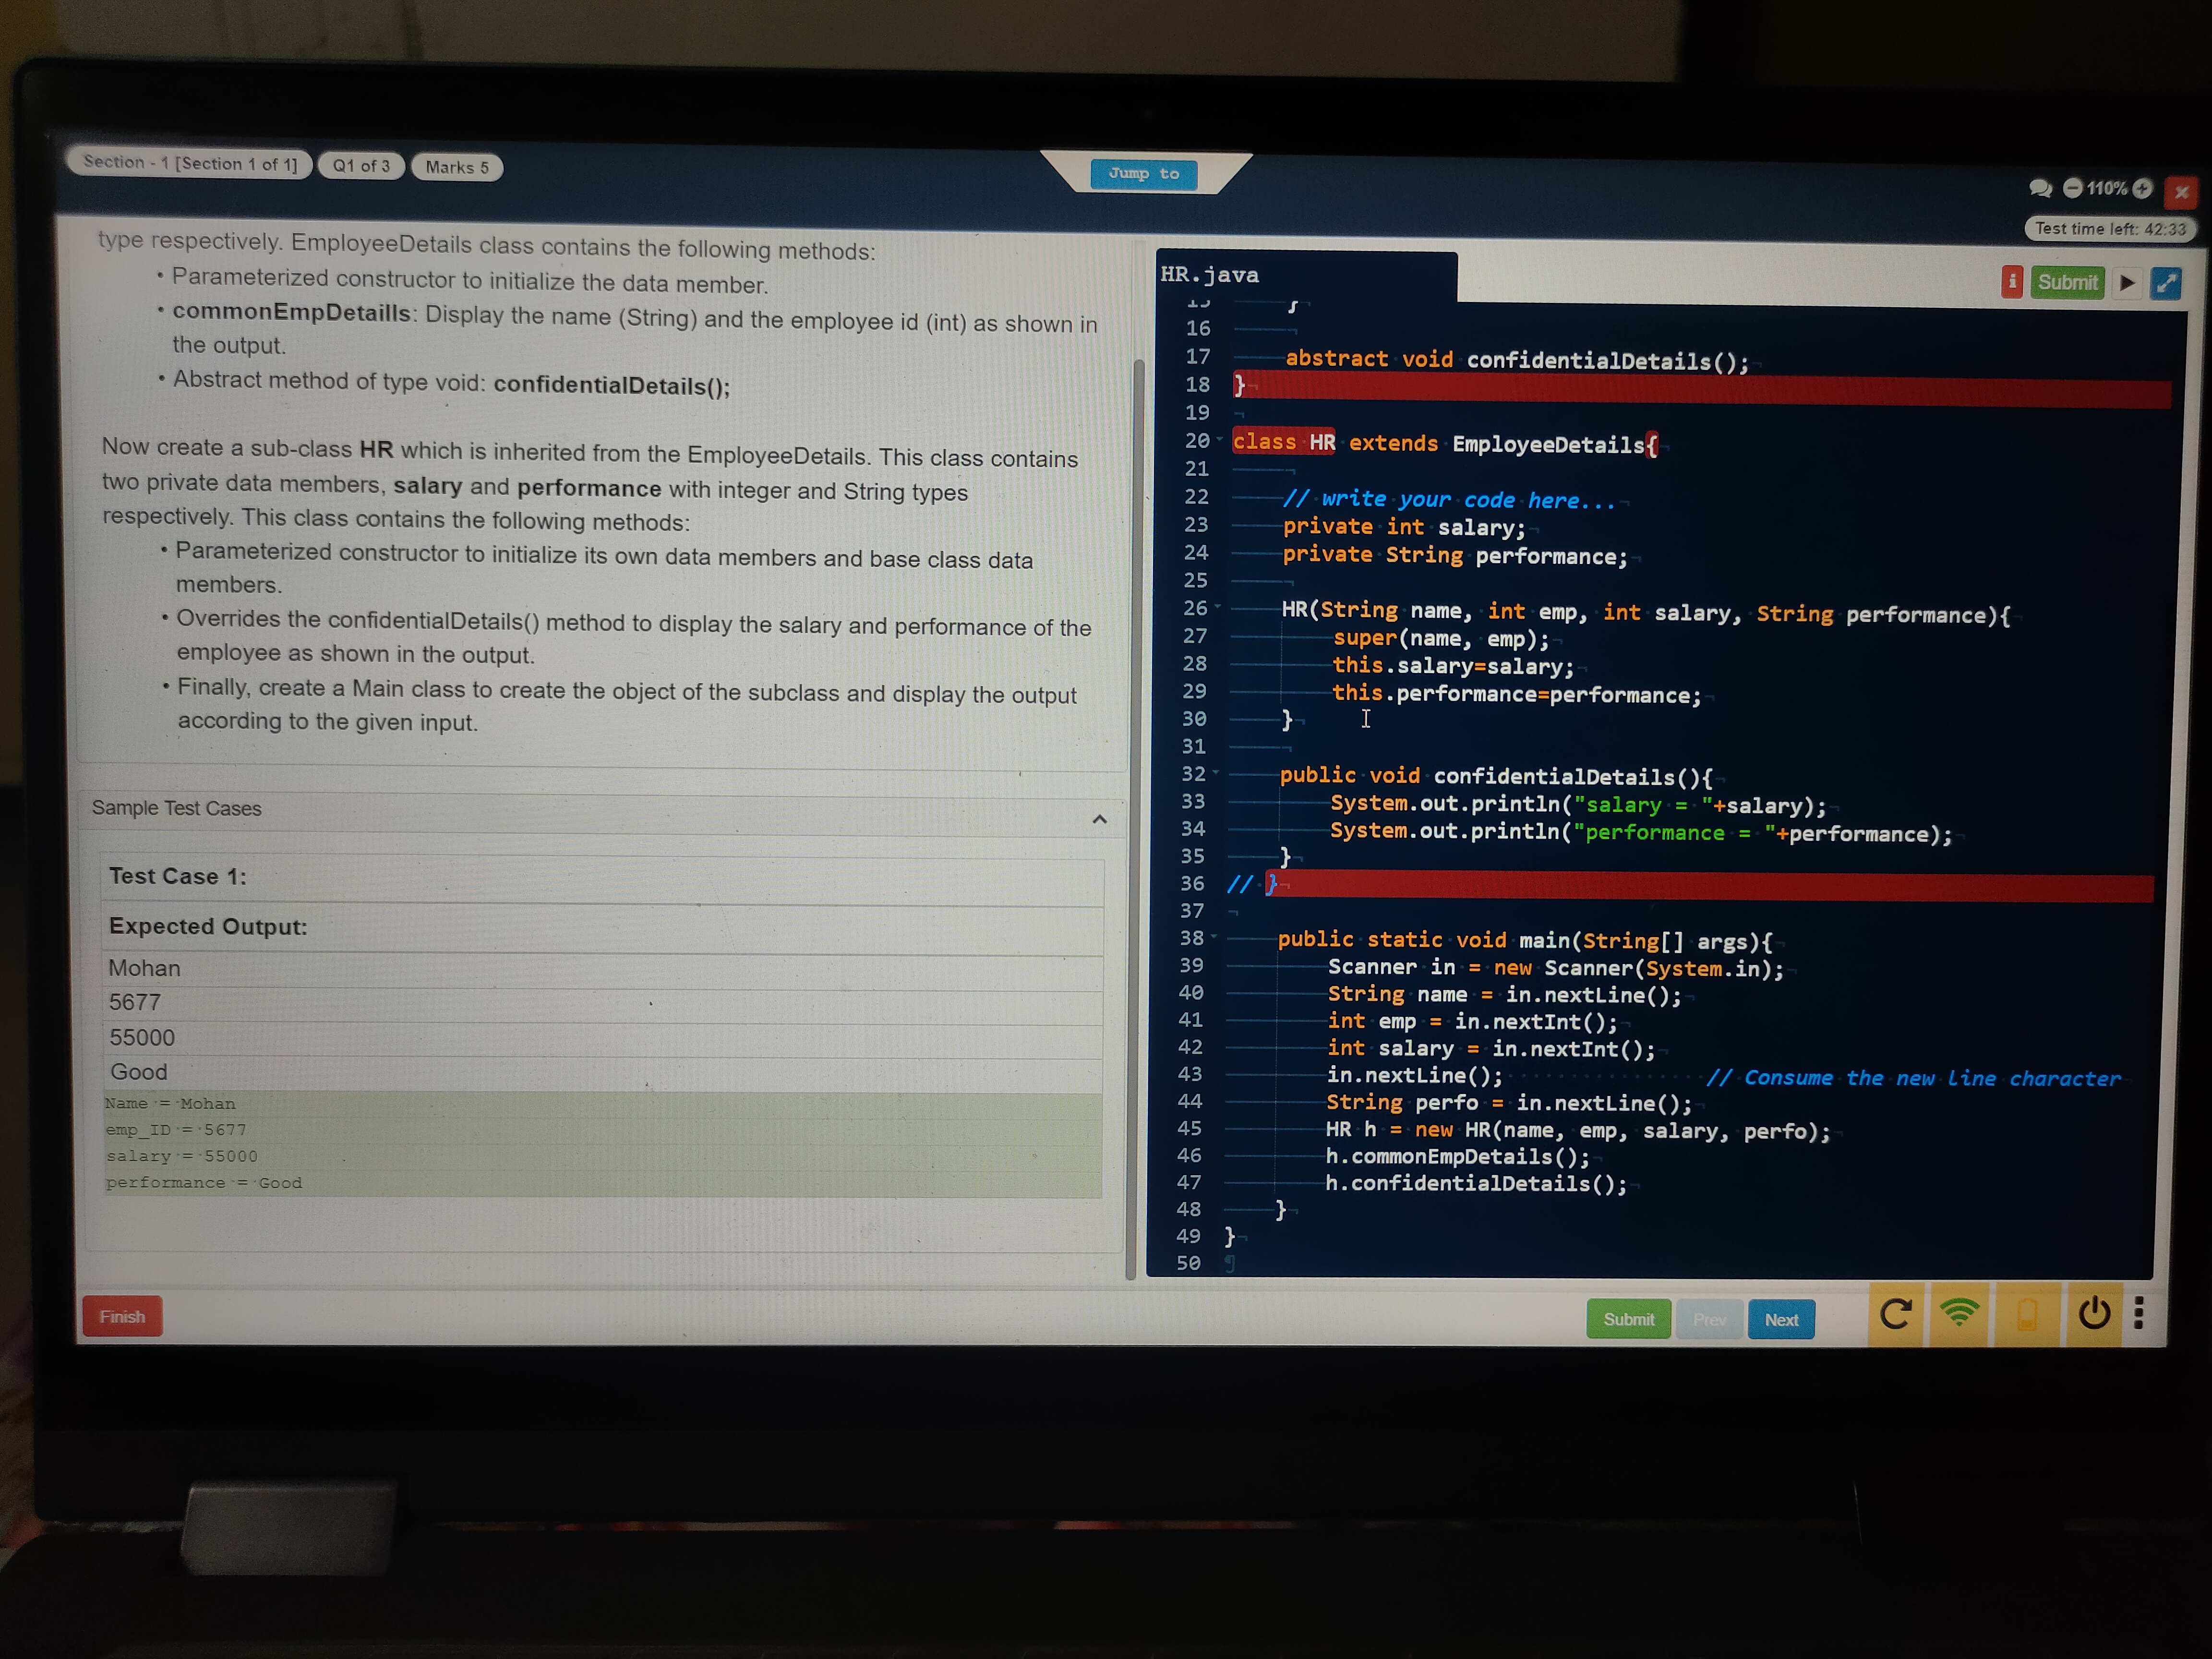 Section - 1 [Section 1 of 1] Q1 of 3 Marks 5
Jump to
110%
Test time left: 42:33
type respectively. EmployeeDetails class contains the following methods:
• Parameterized constructor to initialize the data member.
• commonEmpDetaills: Display the name (String) and the employee id (int) as shown in
the output.
• Abstract method of type void: confidentialDetails();
Now create a sub-class HR which is inherited from the EmployeeDetails. This class contains
two private data members, salary and performance with integer and String types
respectively. This class contains the following methods:
• Parameterized constructor to initialize its own data members and base class data
members.
• Overrides the confidentialDetails() method to display the salary and performance of the
employee as shown in the output.
• Finally, create a Main class to create the object of the subclass and display the output
according to the given input.
Sample Test Cases
Test Case 1:
Expected Output:
Mohan
5677
55000
Good
Name = Mohan
emp_ID = 5677
salary = 55000
performance = Good
Finish
HR.java
i Submit
15 }
16
17 abstract void confidentialDetails();
18 }
19
20 class HR extends EmployeeDetails{
21
22 // write your code here...
23 private int salary;
24 private String performance;
25
26 HR(String name, int emp, int salary, String performance){
27 super(name, emp);
28 this.salary=salary;
29 this.performance=performance;
30 }
31
32 public void confidentialDetails(){
33 System.out.println("salary = "+salary);
34 System.out.println("performance = "+performance);
35 }
36 // }
37
38 public static void main(String[] args){
39 Scanner in = new Scanner(System.in);
40 String name = in.nextLine();
41 int emp = in.nextInt();
42 int salary = in.nextInt();
43 in.nextLine(); // Consume the new line character
44 String perfo = in.nextLine();
45 HR h = new HR(name, emp, salary, perfo);
46 h.commonEmpDetails();
47 h.confidentialDetails();
48 }
49 }
50
Submit Prev Next